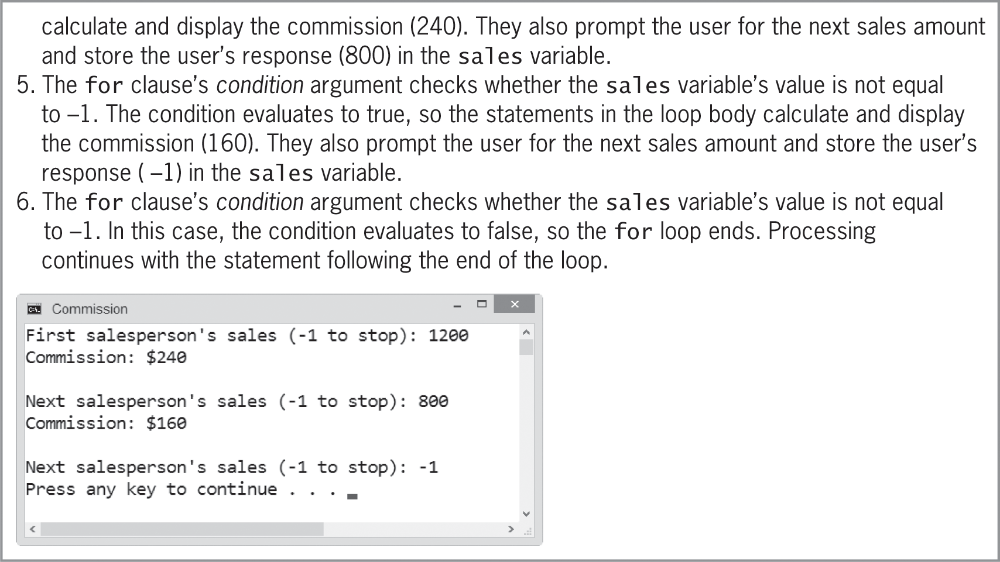 calculate and display the commission (240). They also prompt the user for the next sales amount
and store the user’s response (800) in the sales variable.
5. The for clause’s condition argument checks whether the sales variable’s value is not equal
to –1. The condition evaluates to true, so the statements in the loop body calculate and display
the commission (160). They also prompt the user for the next sales amount and store the user’s
response ( –1) in the sales variable.
6. The for clause’s condition argument checks whether the sales variable’s value is not equal
to –1. In this case, the condition evaluates to false, so the for loop ends. Processing
continues with the statement following the end of the loop.
C:\. Commission
First salesperson's sales (-1 to stop): 1200
Commission: $240
Next salesperson's sales (-1 to stop): 800
Commission: $160
Next salesperson's sales (-1 to stop): -1
Press any key to continue . . .